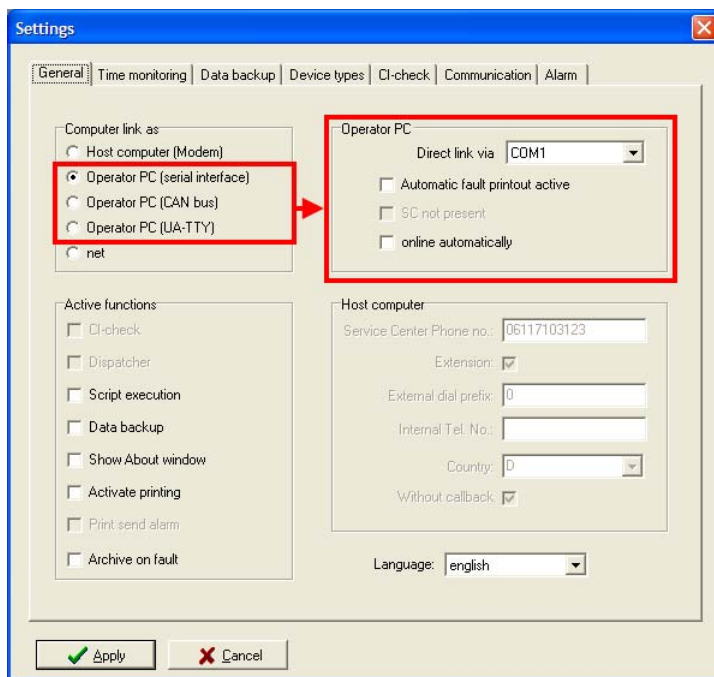 Settings
General Time monitoring Data backup Device types CI-check Communication Alarm
Computer link as
Host computer (Modem)
Operator PC (serial interface)
Operator PC (CAN bus)
Operator PC (UA-TTY)
net
Operator PC
Direct link via COM1
Automatic fault printout active
SC not present
online automatically
Active functions
CI-check
Dispatcher
Script execution
Data backup
Show About window
Activate printing
Print send alarm
Archive on fault
Host computer
Service Center Phone no.: 06117103123
Extension:
External dial prefix: 0
Internal Tel. No.:
Country: D
Without callback
Language: english
Apply Cancel